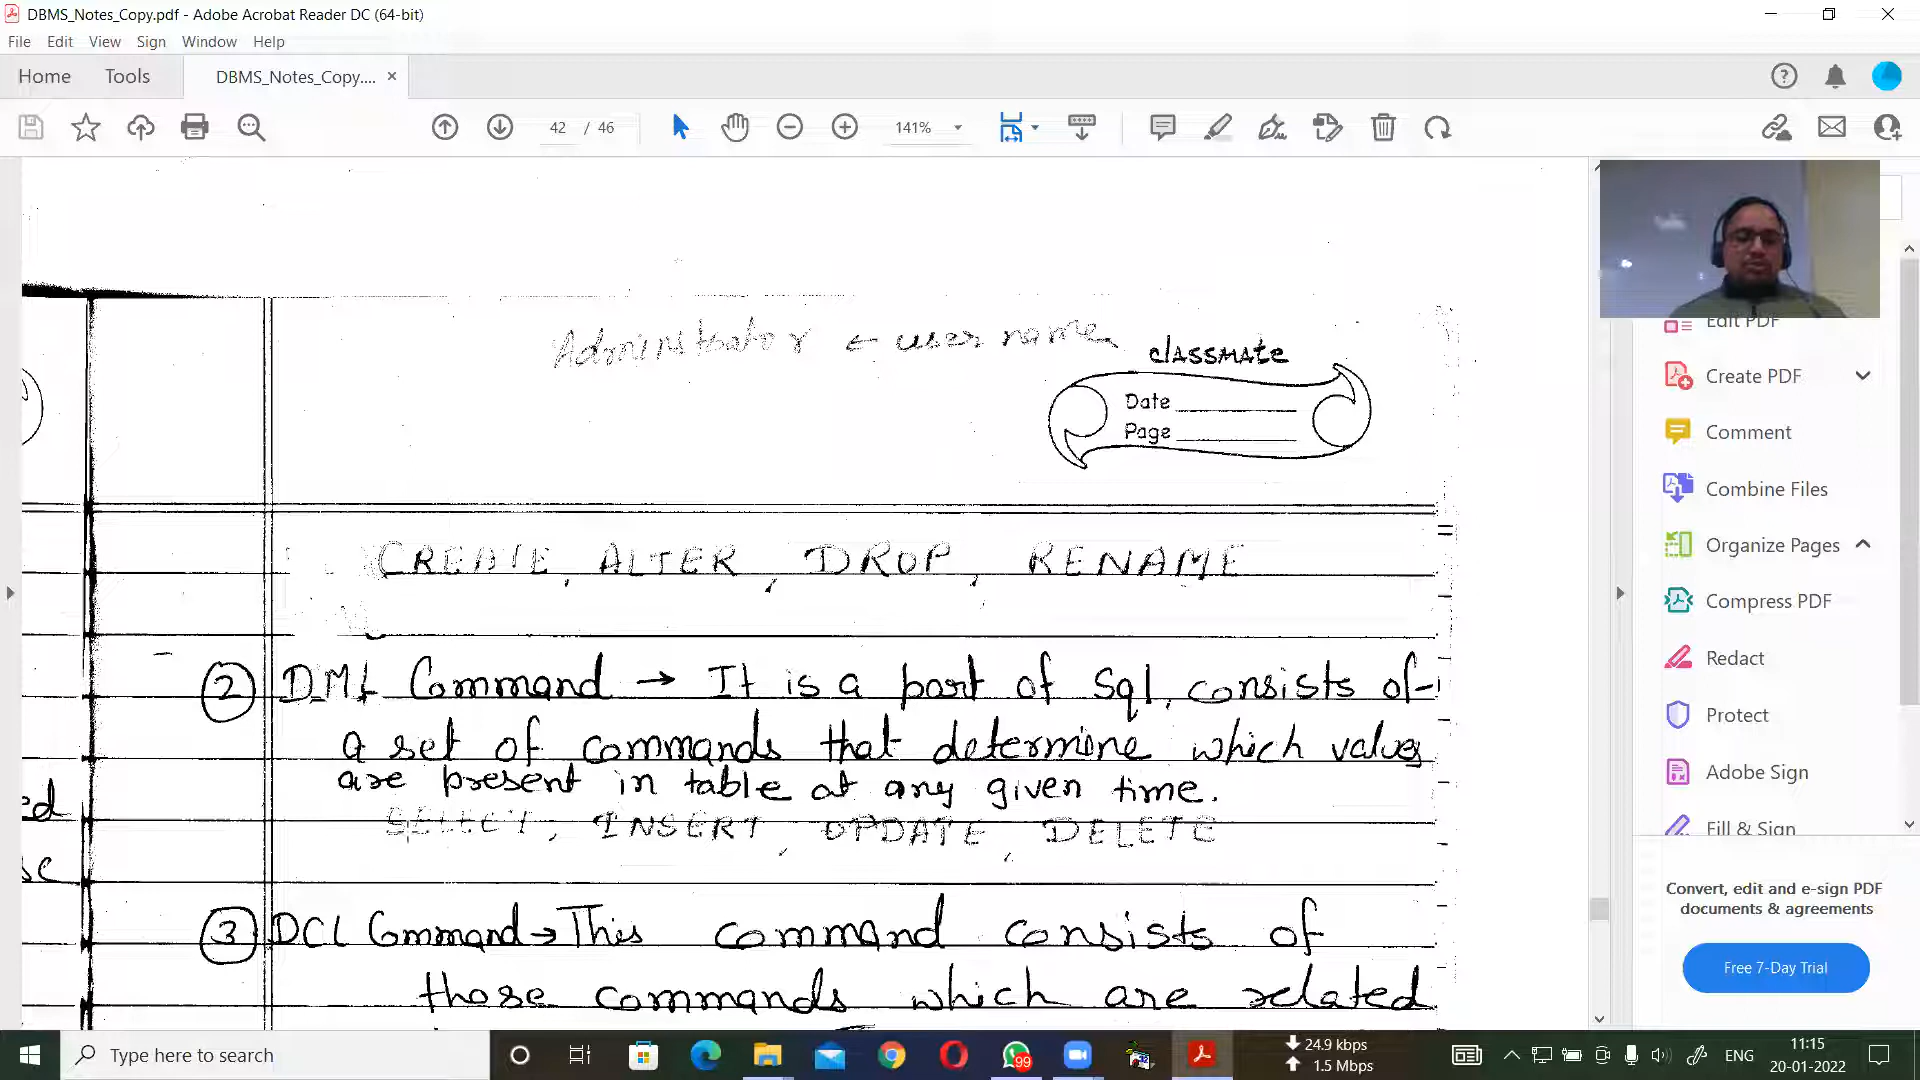 DBMS_Notes_Copy.pdf - Adobe Acrobat Reader DC (64-bit)
File Edit View Sign Window Help
Home Tools DBMS_Notes_Copy....
42 / 46
141%
Edit PDF
Create PDF
Comment
Combine Files
Organize Pages
Compress PDF
Redact
Protect
Adobe Sign
Fill & Sign
Convert, edit and e-sign PDF
documents & agreements
Free 7-Day Trial
Administrator ← user name
classmate
Date
Page
CREATE, ALTER, DROP, RENAME
② DML Command → It is a part of Sql, consists of
a set of commands that determine which values
are present in table at any given time.
SELECT, INSERT, UPDATE, DELETE
③ DCL Command → This command consists of
those commands which are related
ed
se
Type here to search
99
32
24.9 kbps
1.5 Mbps
ENG
11:15
20-01-2022